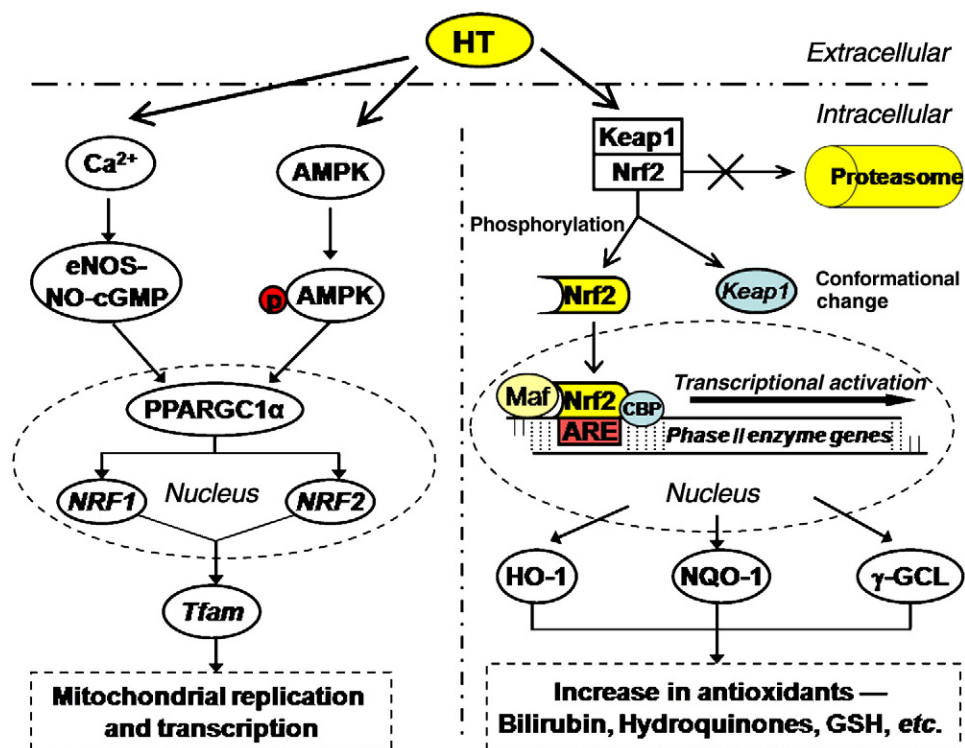 HT
Extracellular
Intracellular
Ca²⁺
AMPK
eNOS-
NO-cGMP
p
AMPK
PPARGC1α
NRF1
Nucleus
NRF2
Tfam
Mitochondrial replication
and transcription
Keap1
Nrf2
Proteasome
Phosphorylation
Nrf2
Keap1
Conformational
change
Maf
Nrf2
CBP
Transcriptional activation
ARE
Phase II enzyme genes
Nucleus
HO-1
NQO-1
γ-GCL
Increase in antioxidants —
Bilirubin, Hydroquinones, GSH, etc.